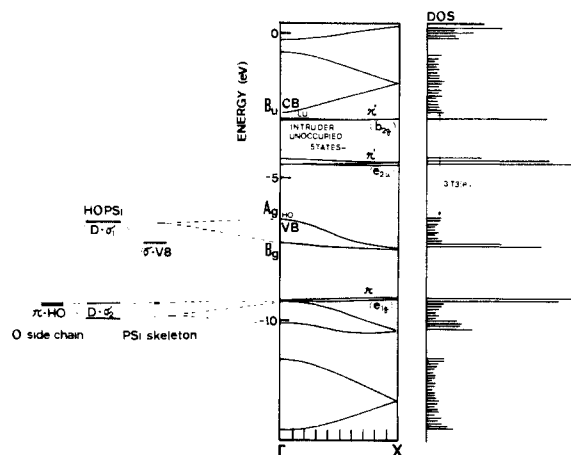 DOS
0
ENERGY (eV)
Bu CB
LU
π*
(b2g)
INTRUDER
UNOCCUPIED
STATES-
π*
(e2u)
-5
HOPSi
D·σ1
σ-VB
Ag HO
VB
Bg
π
(e1g)
π-HO
D·σ2
-10
O side chain
PSi skeleton
Γ
X